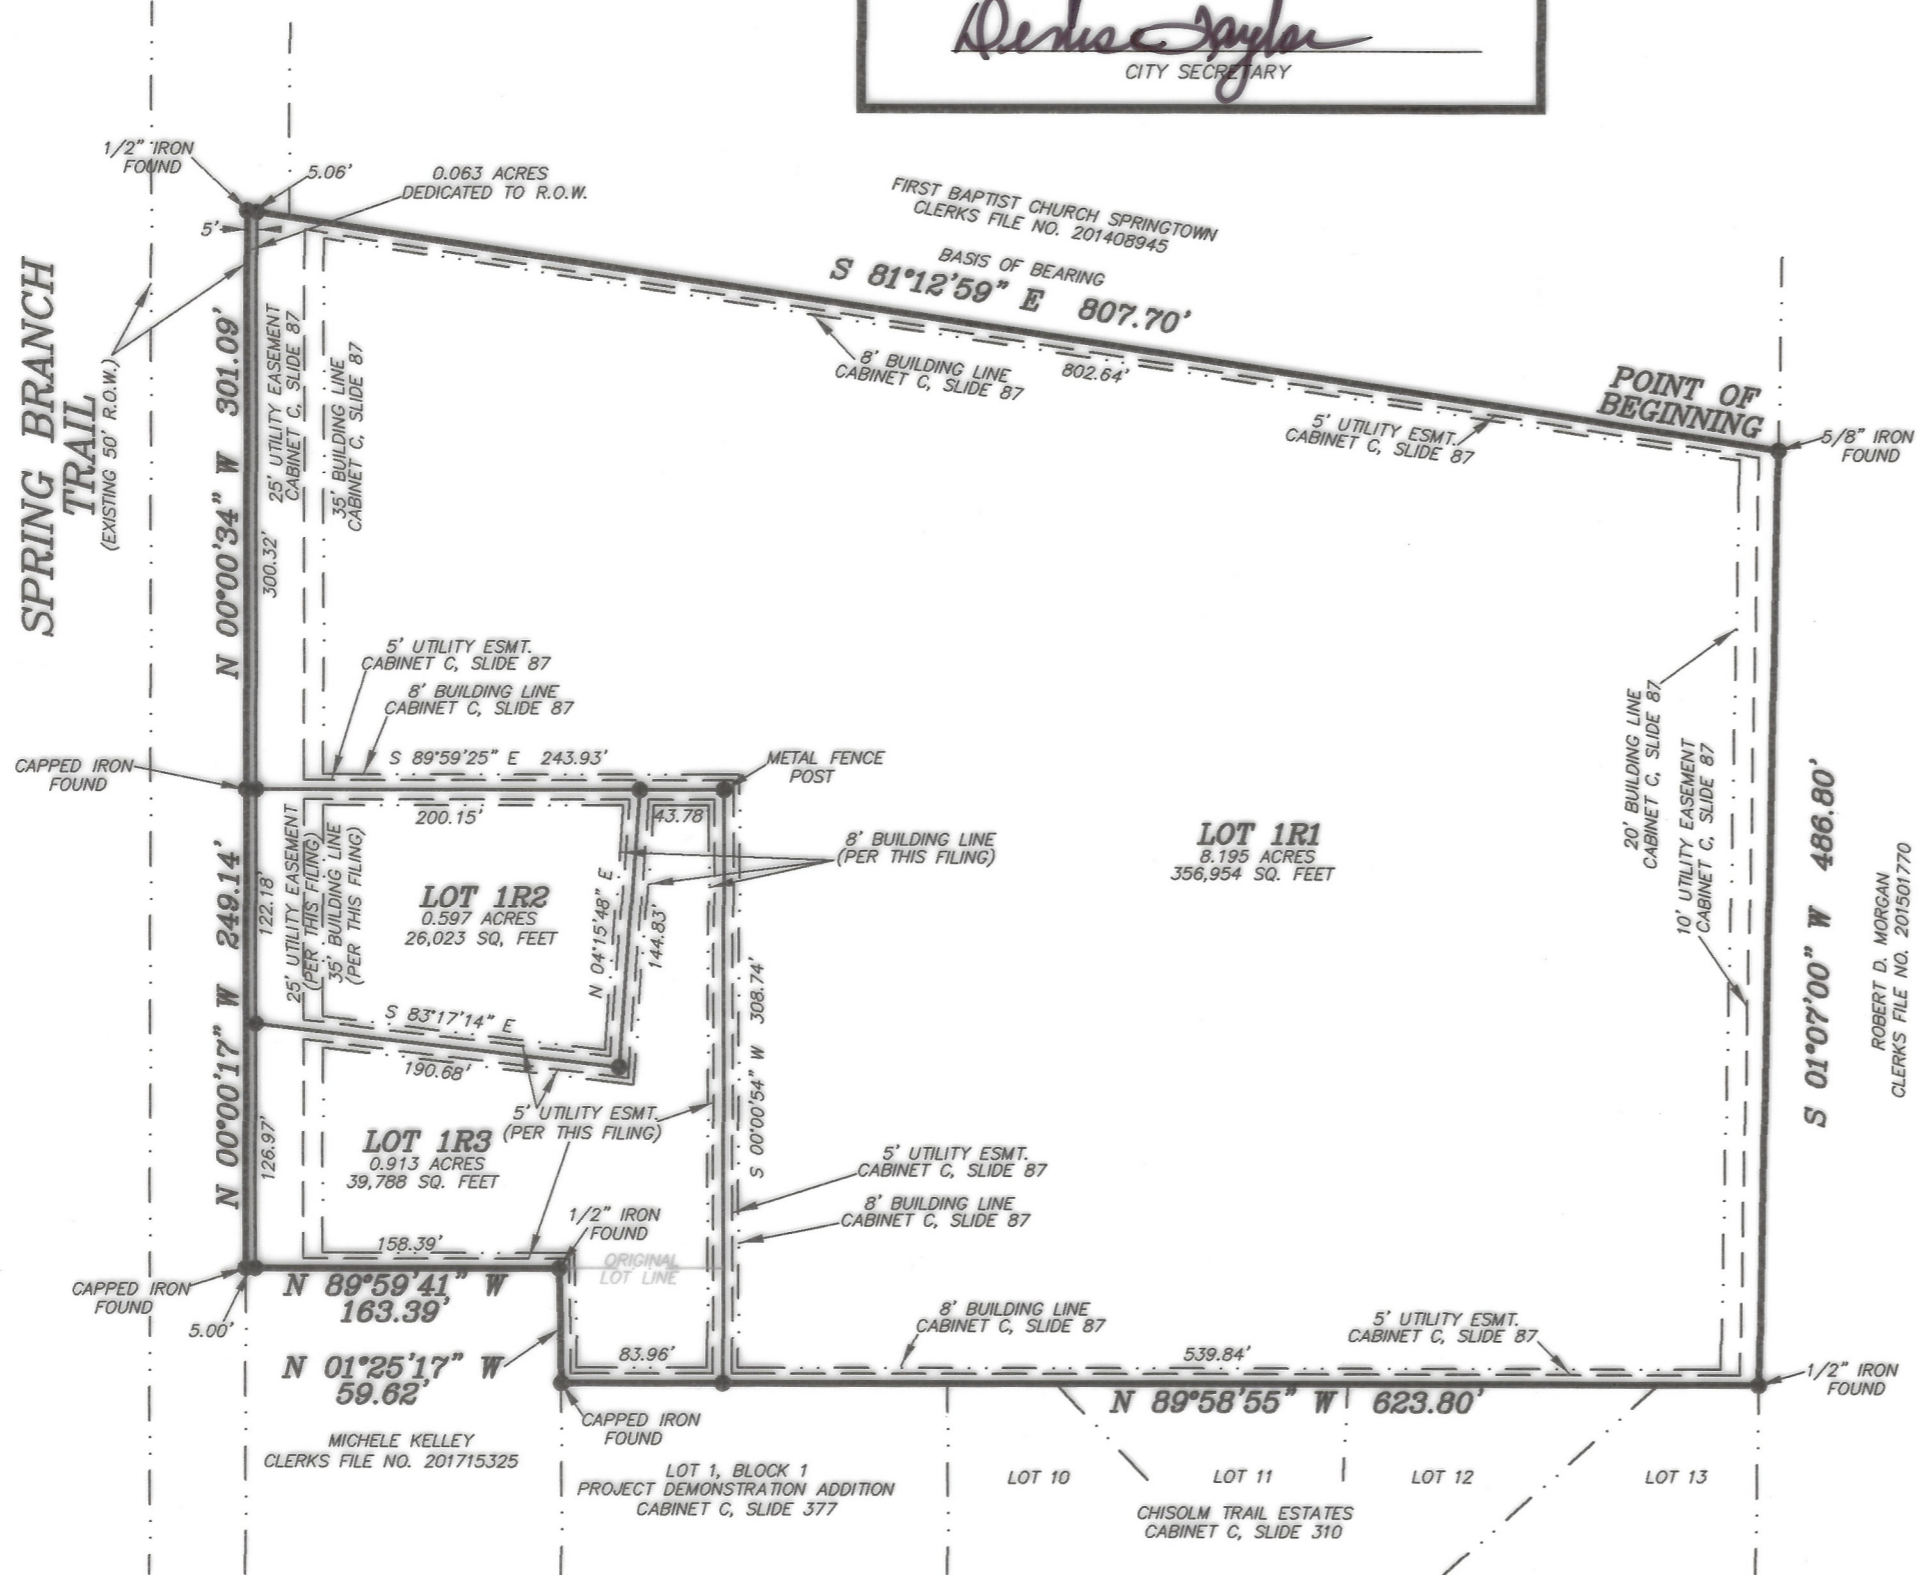 Denis Taylor
CITY SECRETARY
1/2" IRON
FOUND
5.06'
0.063 ACRES
DEDICATED TO R.O.W.
5'
FIRST BAPTIST CHURCH SPRINGTOWN
CLERKS FILE NO. 201408945
BASIS OF BEARING
S 81°12'59" E 807.70'
8' BUILDING LINE
CABINET C, SLIDE 87
802.64'
5' UTILITY ESMT.
CABINET C, SLIDE 87
POINT OF
BEGINNING
5/8" IRON
FOUND
SPRING BRANCH
TRAIL
(EXISTING 50' R.O.W.)
N 00°00'34" W 301.09'
300.32'
25' UTILITY EASEMENT
CABINET C, SLIDE 87
35' BUILDING LINE
CABINET C, SLIDE 87
5' UTILITY ESMT.
CABINET C, SLIDE 87
8' BUILDING LINE
CABINET C, SLIDE 87
S 89°59'25" E 243.93'
METAL FENCE
POST
CAPPED IRON
FOUND
200.15'
43.78
8' BUILDING LINE
(PER THIS FILING)
LOT 1R1
8.195 ACRES
356,954 SQ. FEET
20' BUILDING LINE
CABINET C, SLIDE 87
10' UTILITY EASEMENT
CABINET C, SLIDE 87
S 01°07'00" W 486.80'
ROBERT D. MORGAN
CLERKS FILE NO. 201501770
N 00°00'17" W 249.14'
122.18'
25' UTILITY EASEMENT
(PER THIS FILING)
35' BUILDING LINE
(PER THIS FILING)
LOT 1R2
0.597 ACRES
26,023 SQ, FEET
N 04°15'48" E
144.83'
S 83°17'14" E
190.68'
S 00°00'54" W 308.74'
126.97'
5' UTILITY ESMT.
(PER THIS FILING)
LOT 1R3
0.913 ACRES
39,788 SQ. FEET
5' UTILITY ESMT.
CABINET C, SLIDE 87
8' BUILDING LINE
CABINET C, SLIDE 87
1/2" IRON
FOUND
158.39'
ORIGINAL
LOT LINE
CAPPED IRON
FOUND
5.00'
N 89°59'41" W
163.39'
N 01°25'17" W
59.62'
83.96'
8' BUILDING LINE
CABINET C, SLIDE 87
539.84'
5' UTILITY ESMT.
CABINET C, SLIDE 87
1/2" IRON
FOUND
N 89°58'55" W 623.80'
CAPPED IRON
FOUND
MICHELE KELLEY
CLERKS FILE NO. 201715325
LOT 1, BLOCK 1
PROJECT DEMONSTRATION ADDITION
CABINET C, SLIDE 377
LOT 10
LOT 11
LOT 12
LOT 13
CHISOLM TRAIL ESTATES
CABINET C, SLIDE 310